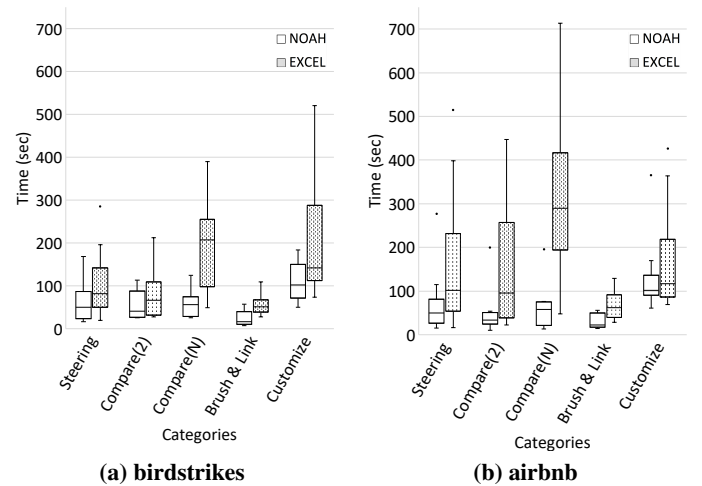 700
600
500
400
300
200
100
0
Time (sec)
NOAH
EXCEL
Steering
Compare(2)
Compare(N)
Brush & Link
Customize
Categories
(a) birdstrikes
700
600
500
400
300
200
100
0
Time (sec)
NOAH
EXCEL
Steering
Compare(2)
Compare(N)
Brush & Link
Customize
Categories
(b) airbnb